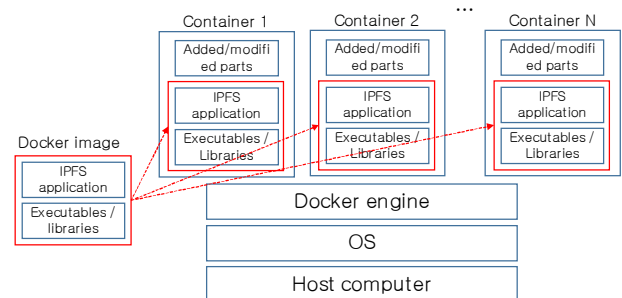 ...
Container 1
Container 2
Container N
Added/modifi
ed parts
Added/modifi
ed parts
Added/modifi
ed parts
IPFS
application
IPFS
application
IPFS
application
Executables /
Libraries
Executables /
Libraries
Executables /
Libraries
Docker image
IPFS
application
Executables /
libraries
Docker engine
OS
Host computer